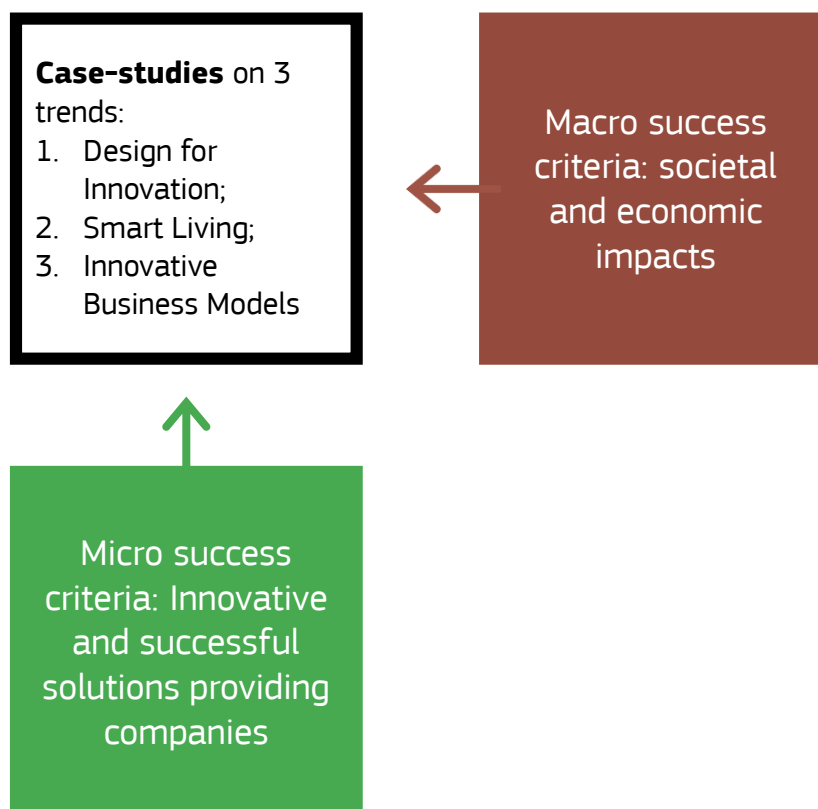 Case-studies on 3
trends:
1. Design for
Innovation;
2. Smart Living;
3. Innovative
Business Models
Macro success
criteria: societal
and economic
impacts
Micro success
criteria: Innovative
and successful
solutions providing
companies